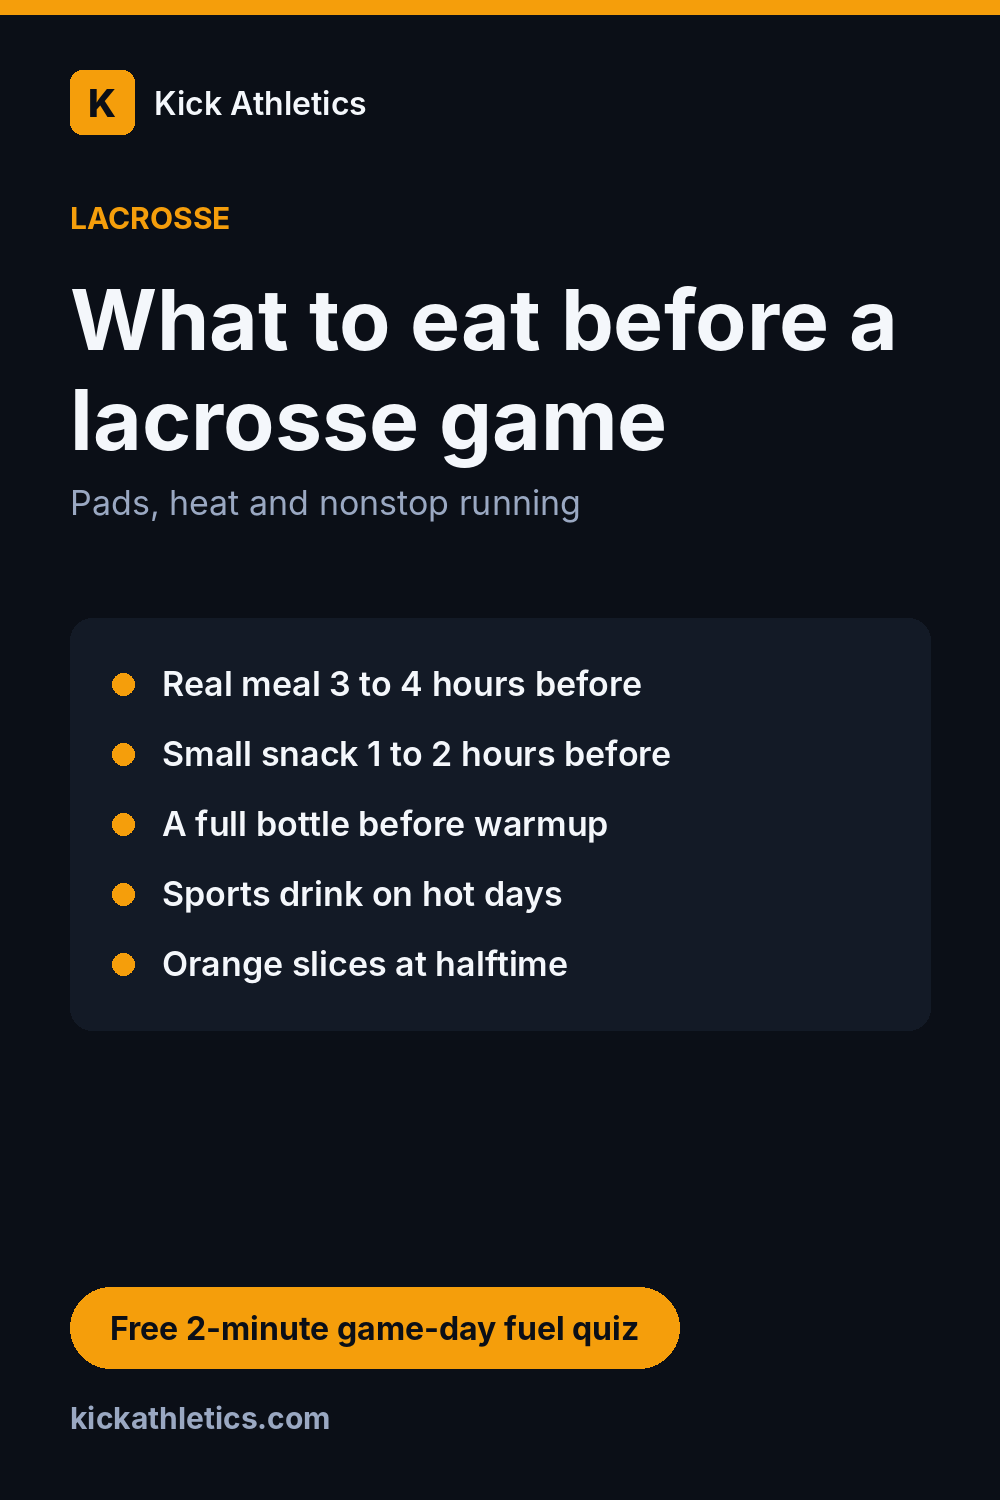 K
Kick Athletics
LACROSSE
What to eat before a
lacrosse game
Pads, heat and nonstop running
Real meal 3 to 4 hours before
Small snack 1 to 2 hours before
A full bottle before warmup
Sports drink on hot days
Orange slices at halftime
Free 2-minute game-day fuel quiz
kickathletics.com